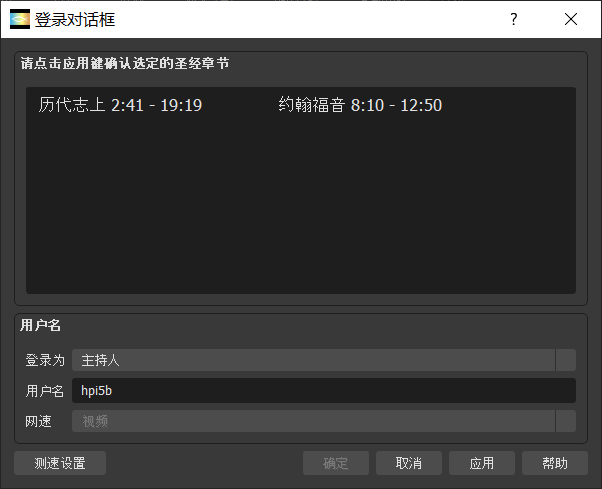 登录对话框 ?
请点击应用键确认选定的圣经章节
历代志上 2:41 - 19:19 约翰福音 8:10 - 12:50
用户名
登录为 主持人
用户名 hpi5b
网速 视频
测速设置 确定 取消 应用 帮助